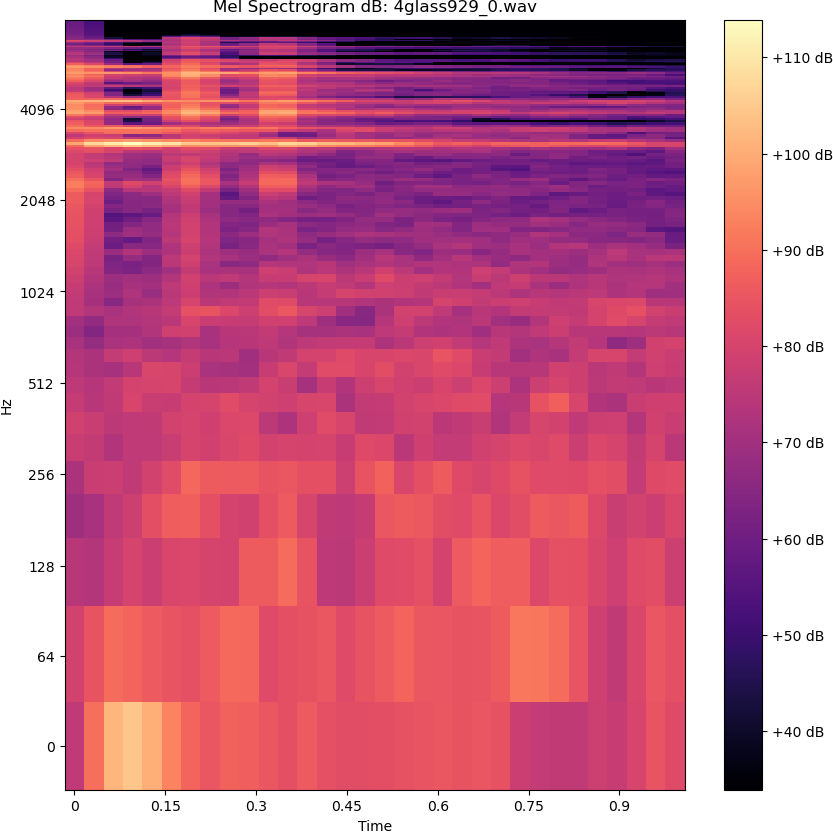 Mel Spectrogram dB: 4glass929_0.wav
+110 dB
4096
+100 dB
2048
+90 dB
1024
+80 dB
512
Hz
+70 dB
256
128
+60 dB
64
+50 dB
0
+40 dB
0 0.15 0.3 0.45 0.6 0.75 0.9
Time